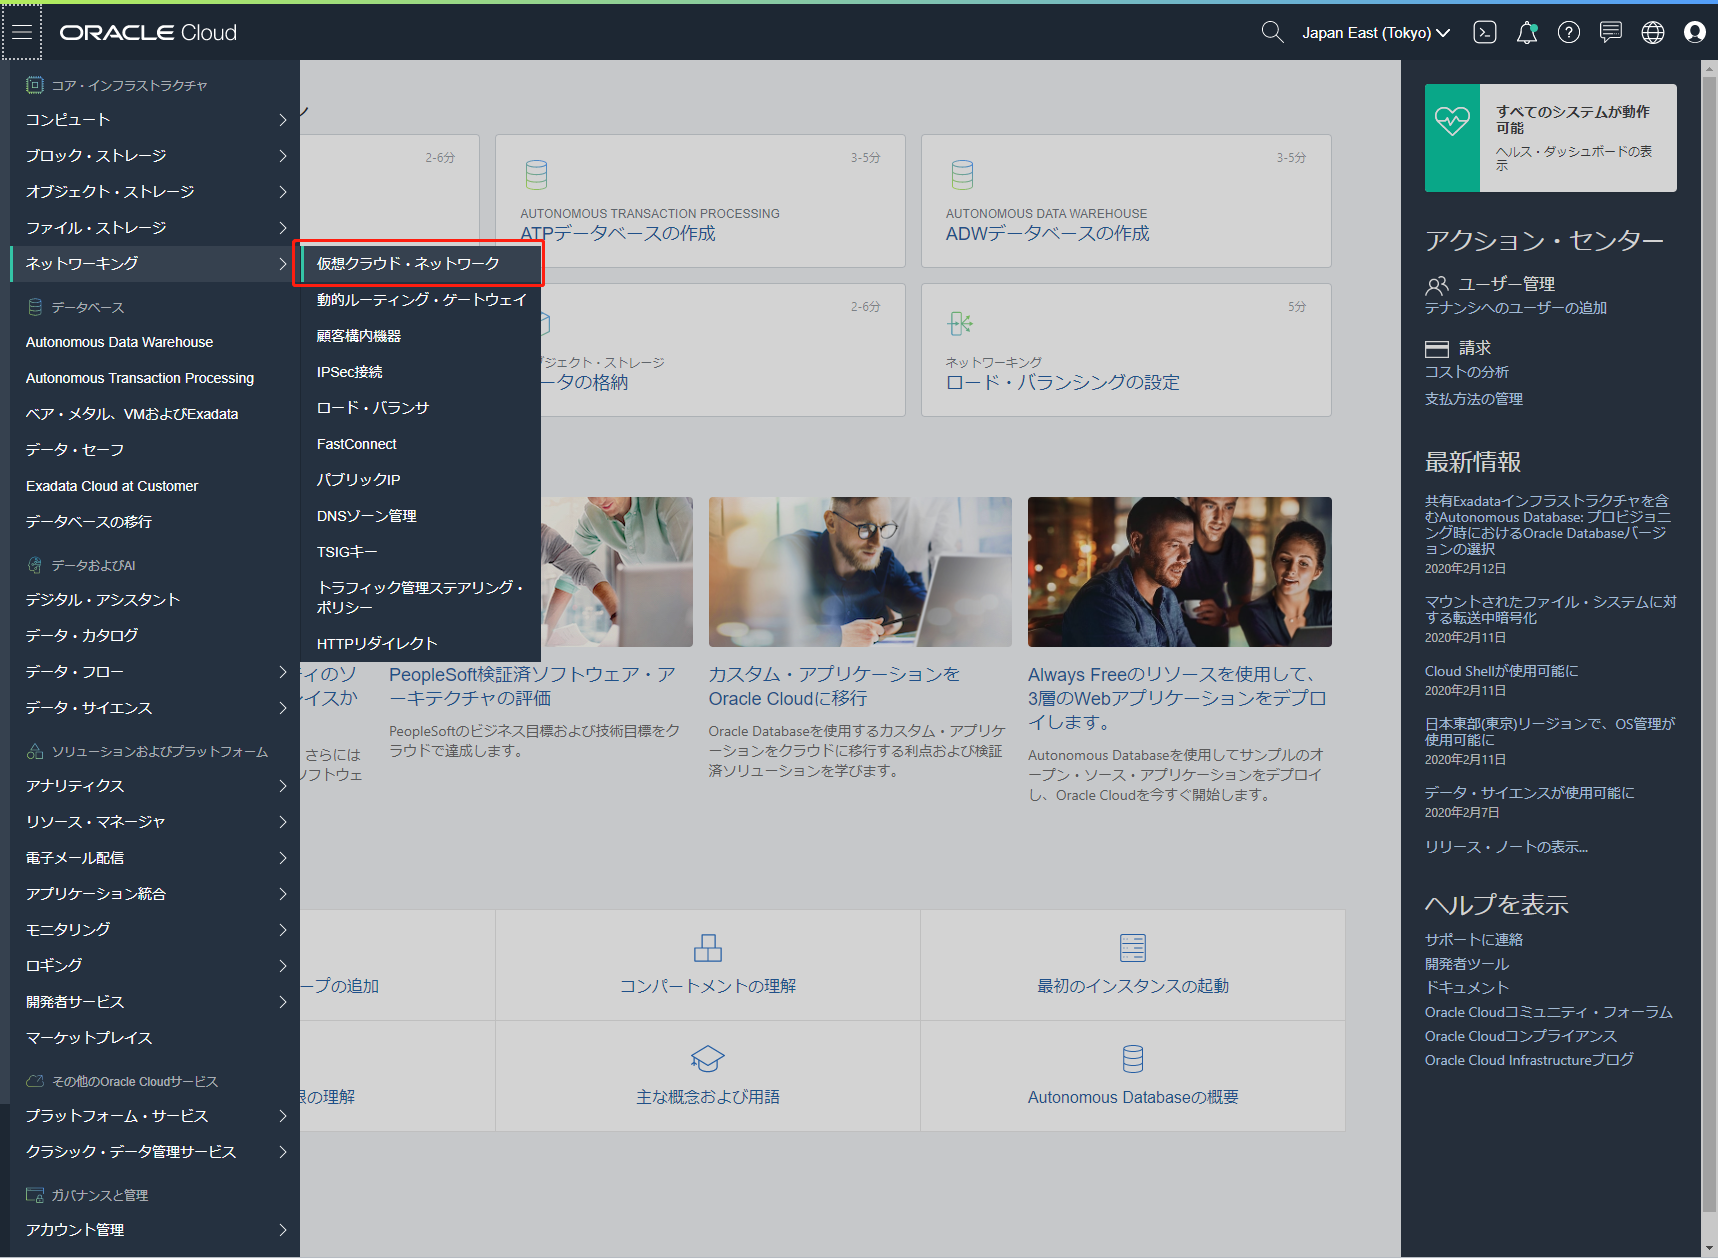 ORACLE Cloud
Japan East (Tokyo)
コア・インフラストラクチャ
コンピュート
ブロック・ストレージ
オブジェクト・ストレージ
ファイル・ストレージ
ネットワーキング
データベース
Autonomous Data Warehouse
Autonomous Transaction Processing
ベア・メタル、VMおよびExadata
データ・セーフ
Exadata Cloud at Customer
データベースの移行
データおよびAI
デジタル・アシスタント
データ・カタログ
データ・フロー
データ・サイエンス
ソリューションおよびプラットフォーム
アナリティクス
リソース・マネージャ
電子メール配信
アプリケーション統合
モニタリング
ロギング
開発者サービス
マーケットプレイス
その他のOracle Cloudサービス
プラットフォーム・サービス
クラシック・データ管理サービス
ガバナンスと管理
アカウント管理
仮想クラウド・ネットワーク
動的ルーティング・ゲートウェイ
顧客構内機器
IPSec接続
ロード・バランサ
FastConnect
パブリックIP
DNSゾーン管理
TSIGキー
トラフィック管理ステアリング・
ポリシー
HTTPリダイレクト
ン
2-6分
3-5分
AUTONOMOUS TRANSACTION PROCESSING
ATPデータベースの作成
3-5分
AUTONOMOUS DATA WAREHOUSE
ADWデータベースの作成
2-6分
ジェクト・ストレージ
ータの格納
5分
ネットワーキング
ロード・バランシングの設定
ィのソ
イスか
さらには
ソフトウェ
PeopleSoft検証済ソフトウェア・ア
ーキテクチャの評価
PeopleSoftのビジネス目標および技術目標をク
ラウドで達成します。
カスタム・アプリケーションを
Oracle Cloudに移行
Oracle Databaseを使用するカスタム・アプリケ
ーションをクラウドに移行する利点および検証
済ソリューションを学びます。
Always Freeのリソースを使用して、
3層のWebアプリケーションをデプロ
イします。
Autonomous Databaseを使用してサンプルのオ
ープン・ソース・アプリケーションをデプロイ
し、Oracle Cloudを今すぐ開始します。
ープの追加
コンパートメントの理解
最初のインスタンスの起動
限の理解
主な概念および用語
Autonomous Databaseの概要
すべてのシステムが動作
可能
ヘルス・ダッシュボードの表
示
アクション・センター
ユーザー管理
テナンシへのユーザーの追加
請求
コストの分析
支払方法の管理
最新情報
共有Exadataインフラストラクチャを含
むAutonomous Database: プロビジョニ
ング時におけるOracle Databaseバージ
ョンの選択
2020年2月12日
マウントされたファイル・システムに対
する転送中暗号化
2020年2月11日
Cloud Shellが使用可能に
2020年2月11日
日本東部(東京)リージョンで、OS管理が
使用可能に
2020年2月11日
データ・サイエンスが使用可能に
2020年2月7日
リリース・ノートの表示...
ヘルプを表示
サポートに連絡
開発者ツール
ドキュメント
Oracle Cloudコミュニティ・フォーラム
Oracle Cloudコンプライアンス
Oracle Cloud Infrastructureブログ